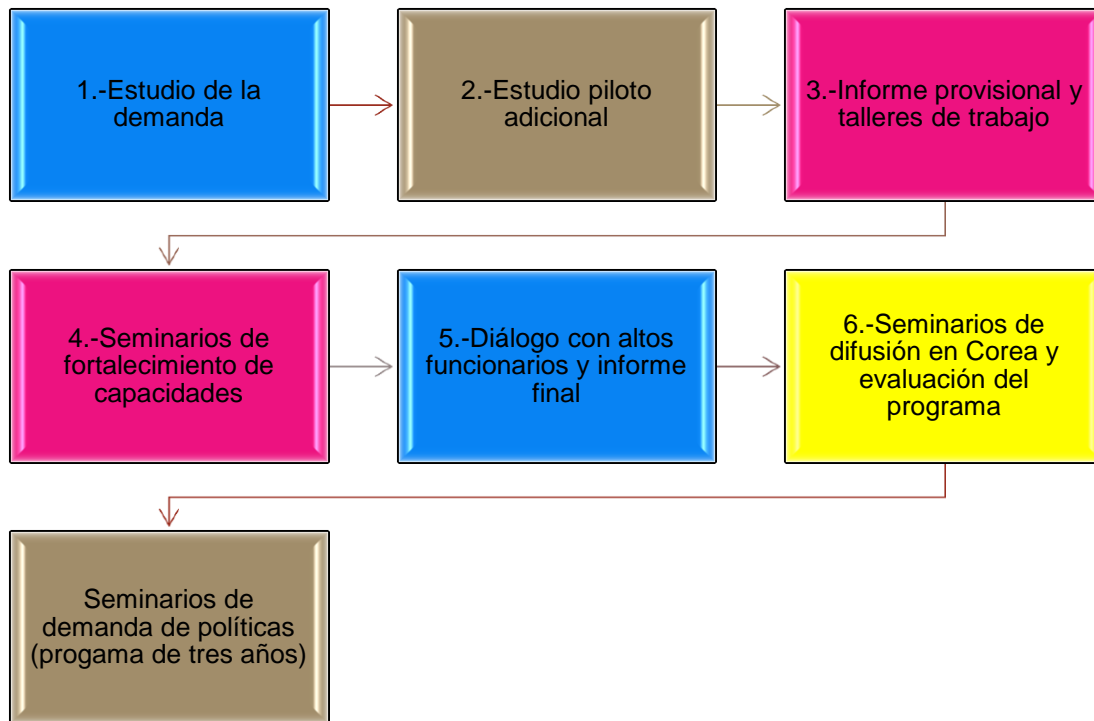 1.-Estudio de la
demanda
2.-Estudio piloto
adicional
3.-Informe provisional y
talleres de trabajo
4.-Seminarios de
fortalecimiento de
capacidades
5.-Diálogo con altos
funcionarios y informe
final
6.-Seminarios de
difusión en Corea y
evaluación del
programa
Seminarios de
demanda de políticas
(progama de tres años)